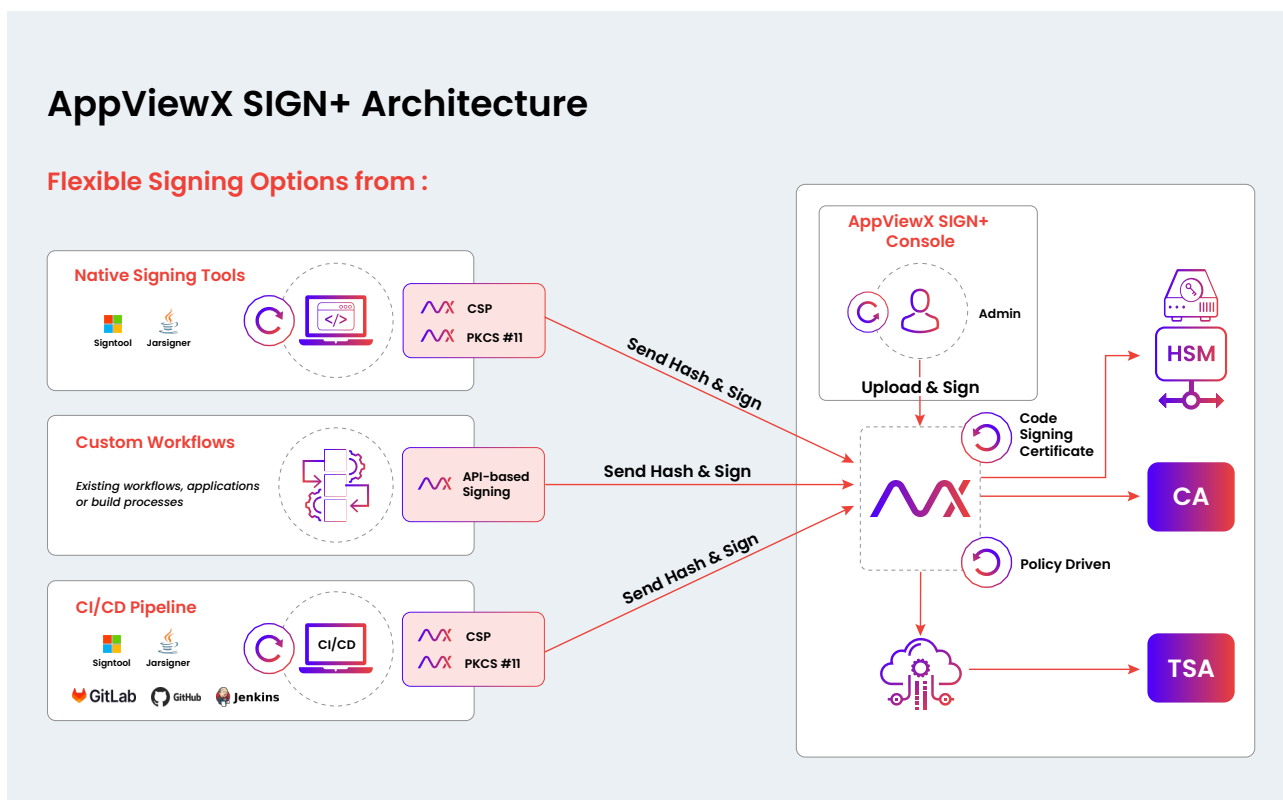 AppViewX SIGN+ Architecture
Flexible Signing Options from :
Native Signing Tools
Signtool
Jarsigner
</>
CSP
PKCS #11
Send Hash & Sign
Custom Workflows
Existing workflows, applications
or build processes
API-based
Signing
Send Hash & Sign
CI/CD Pipeline
Signtool
Jarsigner
GitLab
GitHub
Jenkins
CI/CD
CSP
PKCS #11
Send Hash & Sign
AppViewX SIGN+
Console
Admin
Upload & Sign
Code
Signing
Certificate
Policy Driven
HSM
CA
TSA